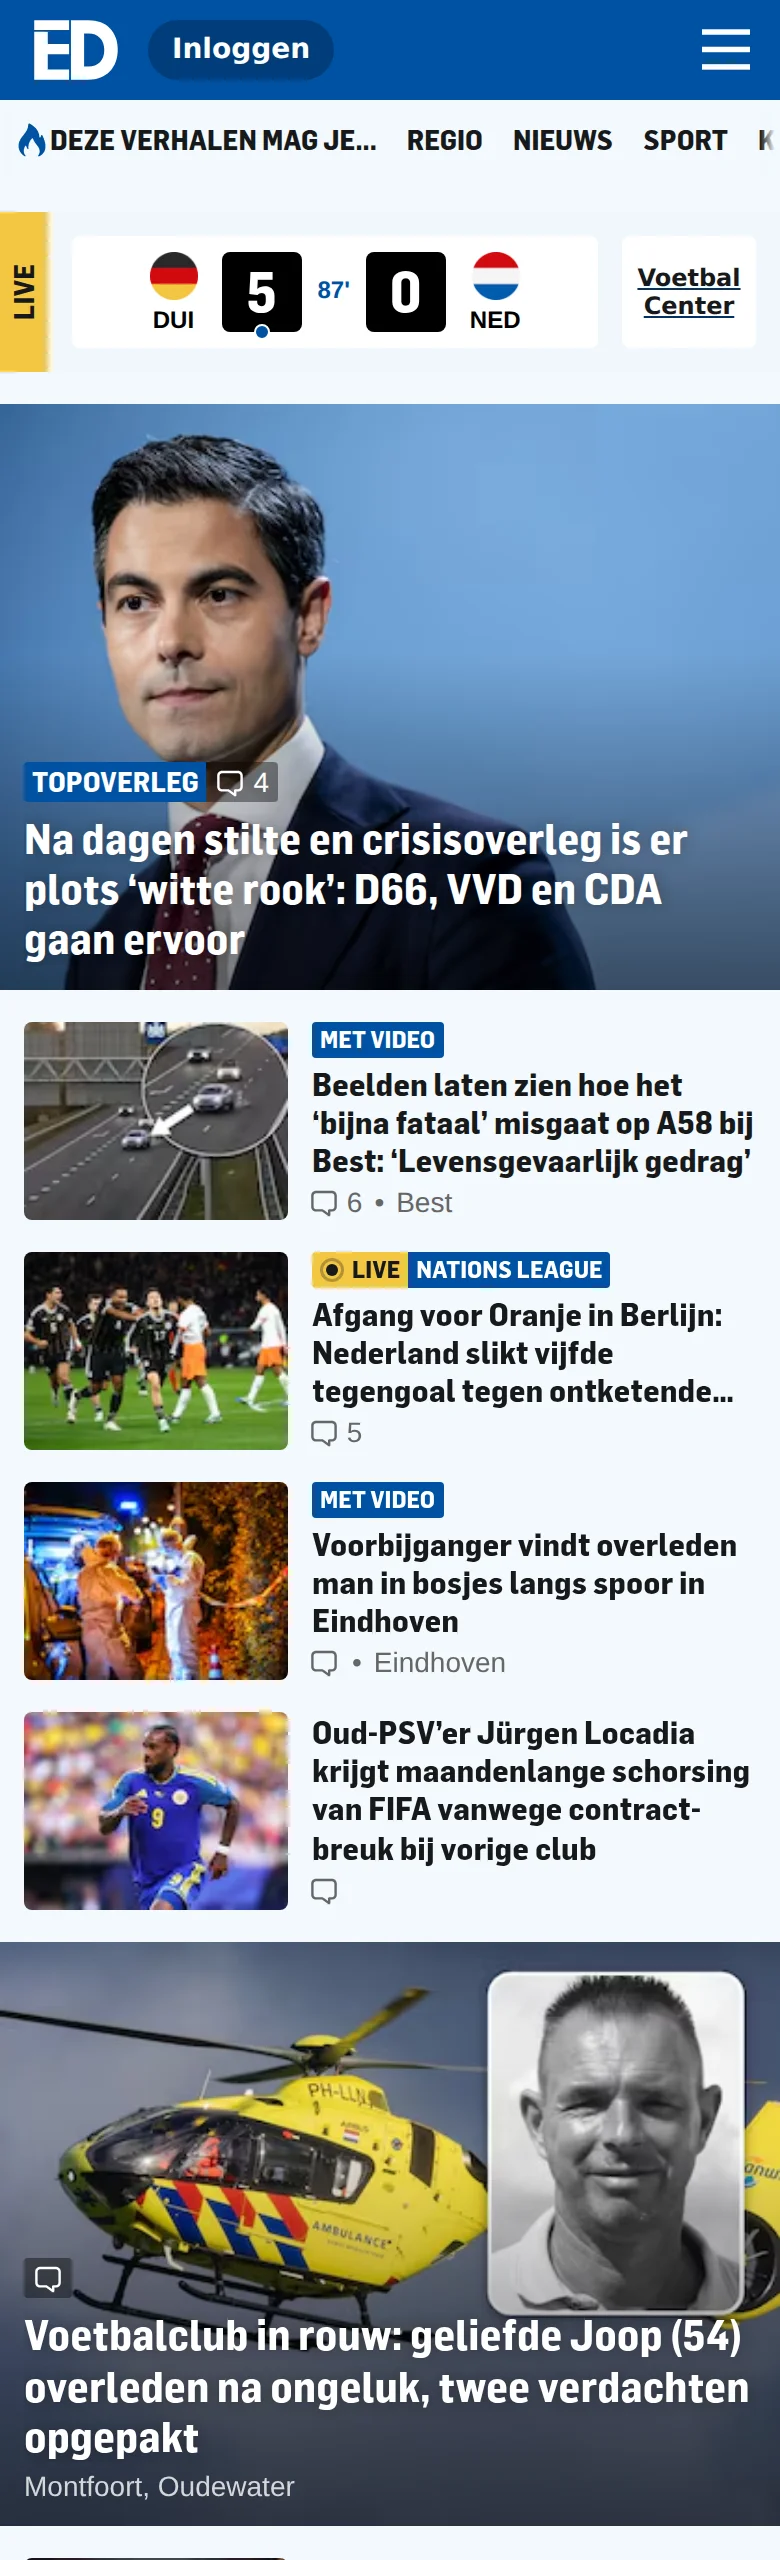 ED Inloggen
DEZE VERHALEN MAG JE... REGIO NIEUWS SPORT K
LIVE
DUI 5 87' 0 NED
Voetbal
Center
TOPOVERLEG 4
Na dagen stilte en crisisoverleg is er
plots ‘witte rook’: D66, VVD en CDA
gaan ervoor
MET VIDEO
Beelden laten zien hoe het
‘bijna fataal’ misgaat op A58 bij
Best: ‘Levensgevaarlijk gedrag’
6 • Best
LIVE NATIONS LEAGUE
Afgang voor Oranje in Berlijn:
Nederland slikt vijfde
tegengoal tegen ontketende...
5
MET VIDEO
Voorbijganger vindt overleden
man in bosjes langs spoor in
Eindhoven
• Eindhoven
9
Oud-PSV’er Jürgen Locadia
krijgt maandenlange schorsing
van FIFA vanwege contract-
breuk bij vorige club
PH-LLN
AMBULANCE
Voetbalclub in rouw: geliefde Joop (54)
overleden na ongeluk, twee verdachten
opgepakt
Montfoort, Oudewater